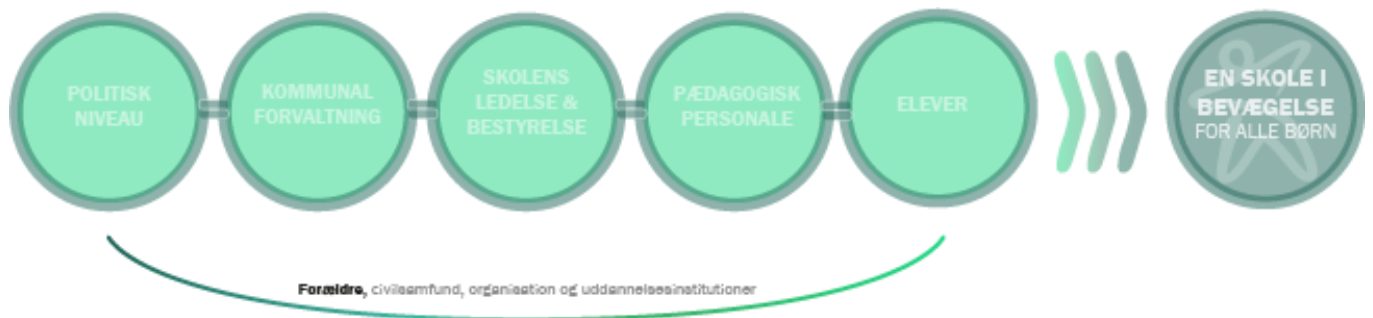 POLITISK
NIVEAU
KOMMUNAL
FORVALTNING
SKOLENS
LEDELSE &
BESTYRELSE
PÆDAGOGISK
PERSONALE
ELEVER
EN SKOLE I
BEVÆGELSE
FOR ALLE BØRN
Forældre, civilsamfund, organisation og uddannelsesinstitutioner